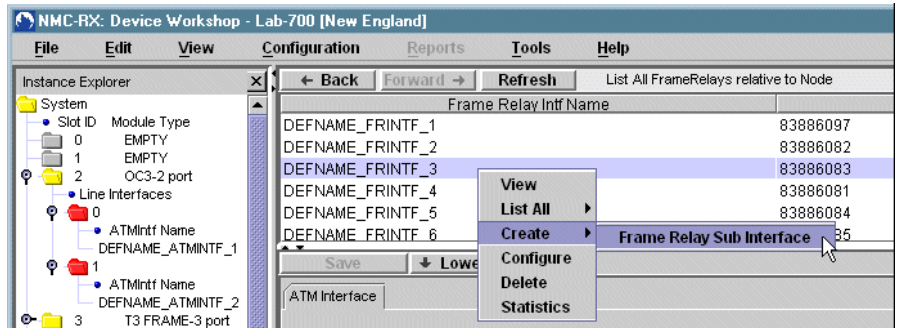 NMC-RX: Device Workshop - Lab-700 [New England]
File Edit View Configuration Reports Tools Help
Instance Explorer x
← Back Forward → Refresh List All FrameRelays relative to Node
System
Slot ID Module Type
0 EMPTY
1 EMPTY
2 OC3-2 port
Line Interfaces
0
ATMIntf Name
DEFNAME_ATMINTF_1
1
ATMIntf Name
DEFNAME_ATMINTF_2
3 T3 FRAME-3 port
Frame Relay Intf Name
DEFNAME_FRINTF_1 83886097
DEFNAME_FRINTF_2 83886082
DEFNAME_FRINTF_3 83886083
DEFNAME_FRINTF_4 83886081
DEFNAME_FRINTF_5 83886084
DEFNAME_FRINTF_6 85
View
List All
Create
Configure
Delete
Statistics
Frame Relay Sub Interface
Save Lowe
ATM Interface